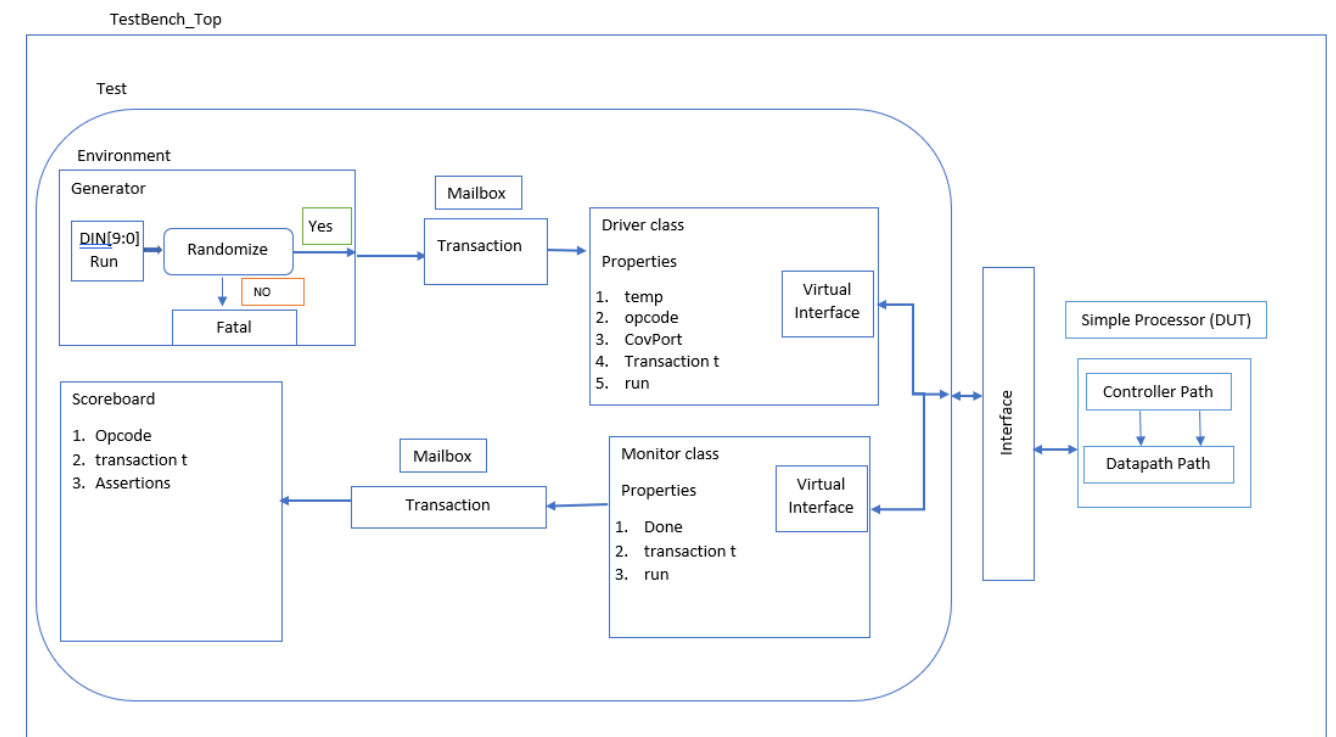 TestBench_Top
Test
Environment
Generator
DIN[9:0]
Run
Randomize
Yes
NO
Fatal
Mailbox
Transaction
Driver class
Properties
1. temp
2. opcode
3. CovPort
4. Transaction t
5. run
Virtual
Interface
Scoreboard
1. Opcode
2. transaction t
3. Assertions
Mailbox
Transaction
Monitor class
Properties
1. Done
2. transaction t
3. run
Virtual
Interface
Interface
Simple Processor (DUT)
Controller Path
Datapath Path